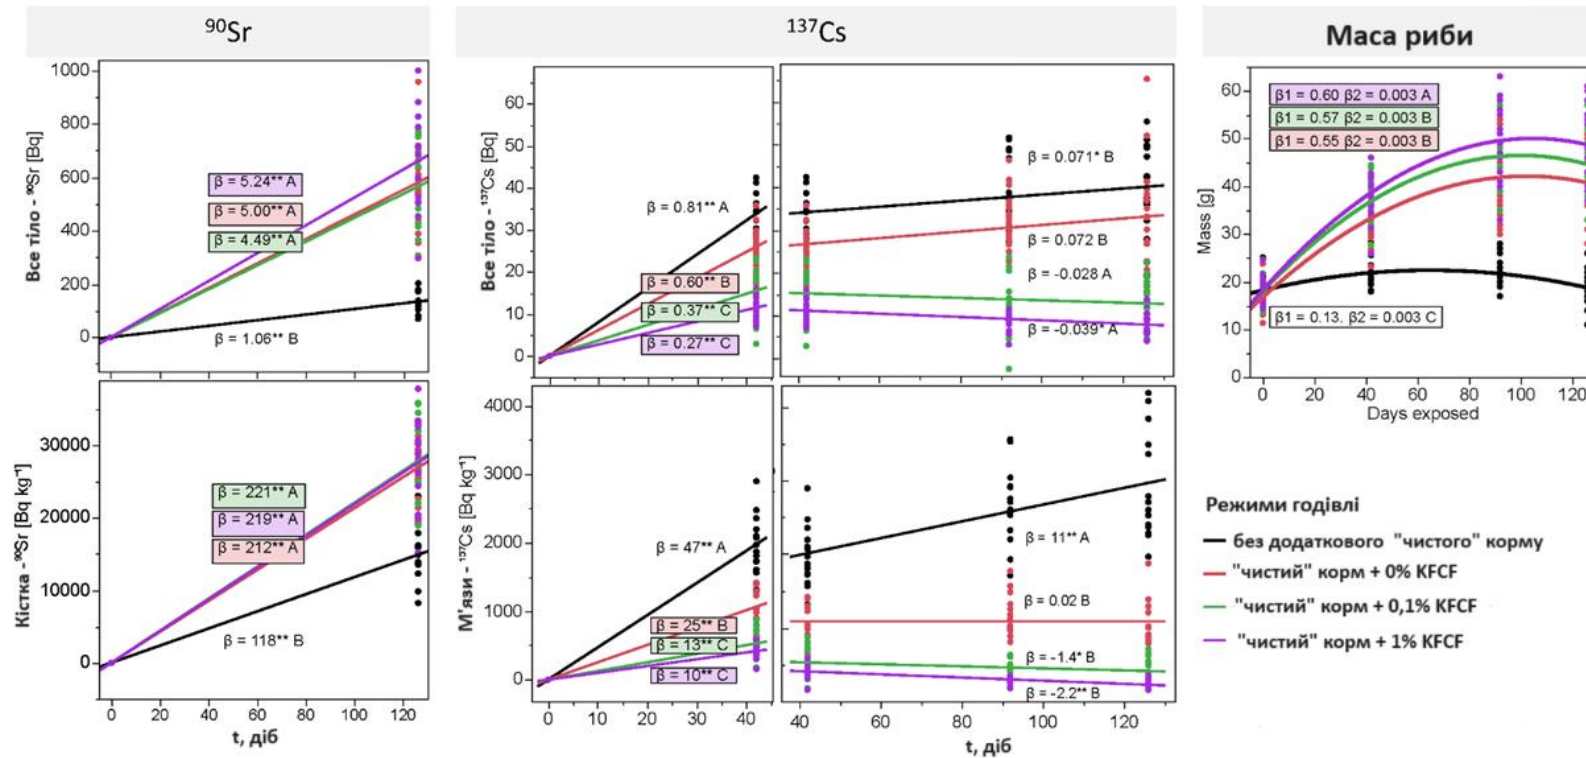 ⁹⁰Sr
¹³⁷Cs
Маса риби
Все тіло - ⁹⁰Sr [Bq]
1000
800
600
400
200
0
β = 5.24** A
β = 5.00** A
β = 4.49** A
β = 1.06** B
Все тіло - ¹³⁷Cs [Bq]
60
50
40
30
20
10
0
β = 0.81** A
β = 0.60** B
β = 0.37** C
β = 0.27** C
β = 0.071* B
β = 0.072 B
β = -0.028 A
β = -0.039* A
Mass [g]
60
50
40
30
20
10
0
β1 = 0.60 β2 = 0.003 A
β1 = 0.57 β2 = 0.003 B
β1 = 0.55 β2 = 0.003 B
β1 = 0.13. β2 = 0.003 C
0 20 40 60 80 100 120
Days exposed
Кістка - ⁹⁰Sr [Bq kg⁻¹]
30000
20000
10000
0
β = 221** A
β = 219** A
β = 212** A
β = 118** B
0 20 40 60 80 100 120
t, діб
М'язи - ¹³⁷Cs [Bq kg⁻¹]
4000
3000
2000
1000
0
β = 47** A
β = 25** B
β = 13** C
β = 10** C
0 10 20 30 40
β = 11** A
β = 0.02 B
β = -1.4* B
β = -2.2** B
40 60 80 100 120
t, діб
Режими годівлі
без додаткового "чистого" корму
"чистий" корм + 0% KFCF
"чистий" корм + 0,1% KFCF
"чистий" корм + 1% KFCF